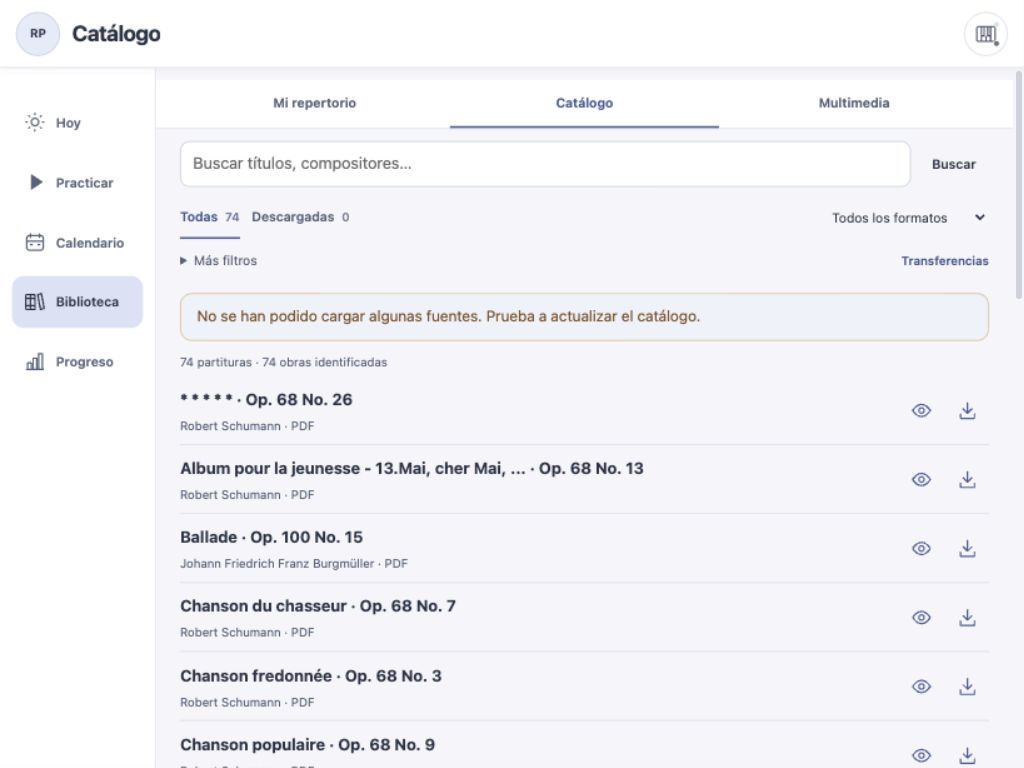 RP
Catálogo
Hoy
Practicar
Calendario
Biblioteca
Progreso
Mi repertorio
Catálogo
Multimedia
Buscar títulos, compositores...
Buscar
Todas 74
Descargadas 0
Todos los formatos
Más filtros
Transferencias
No se han podido cargar algunas fuentes. Prueba a actualizar el catálogo.
74 partituras · 74 obras identificadas
* * * * * · Op. 68 No. 26
Robert Schumann · PDF
Album pour la jeunesse - 13.Mai, cher Mai, ... · Op. 68 No. 13
Robert Schumann · PDF
Ballade · Op. 100 No. 15
Johann Friedrich Franz Burgmüller · PDF
Chanson du chasseur · Op. 68 No. 7
Robert Schumann · PDF
Chanson fredonnée · Op. 68 No. 3
Robert Schumann · PDF
Chanson populaire · Op. 68 No. 9